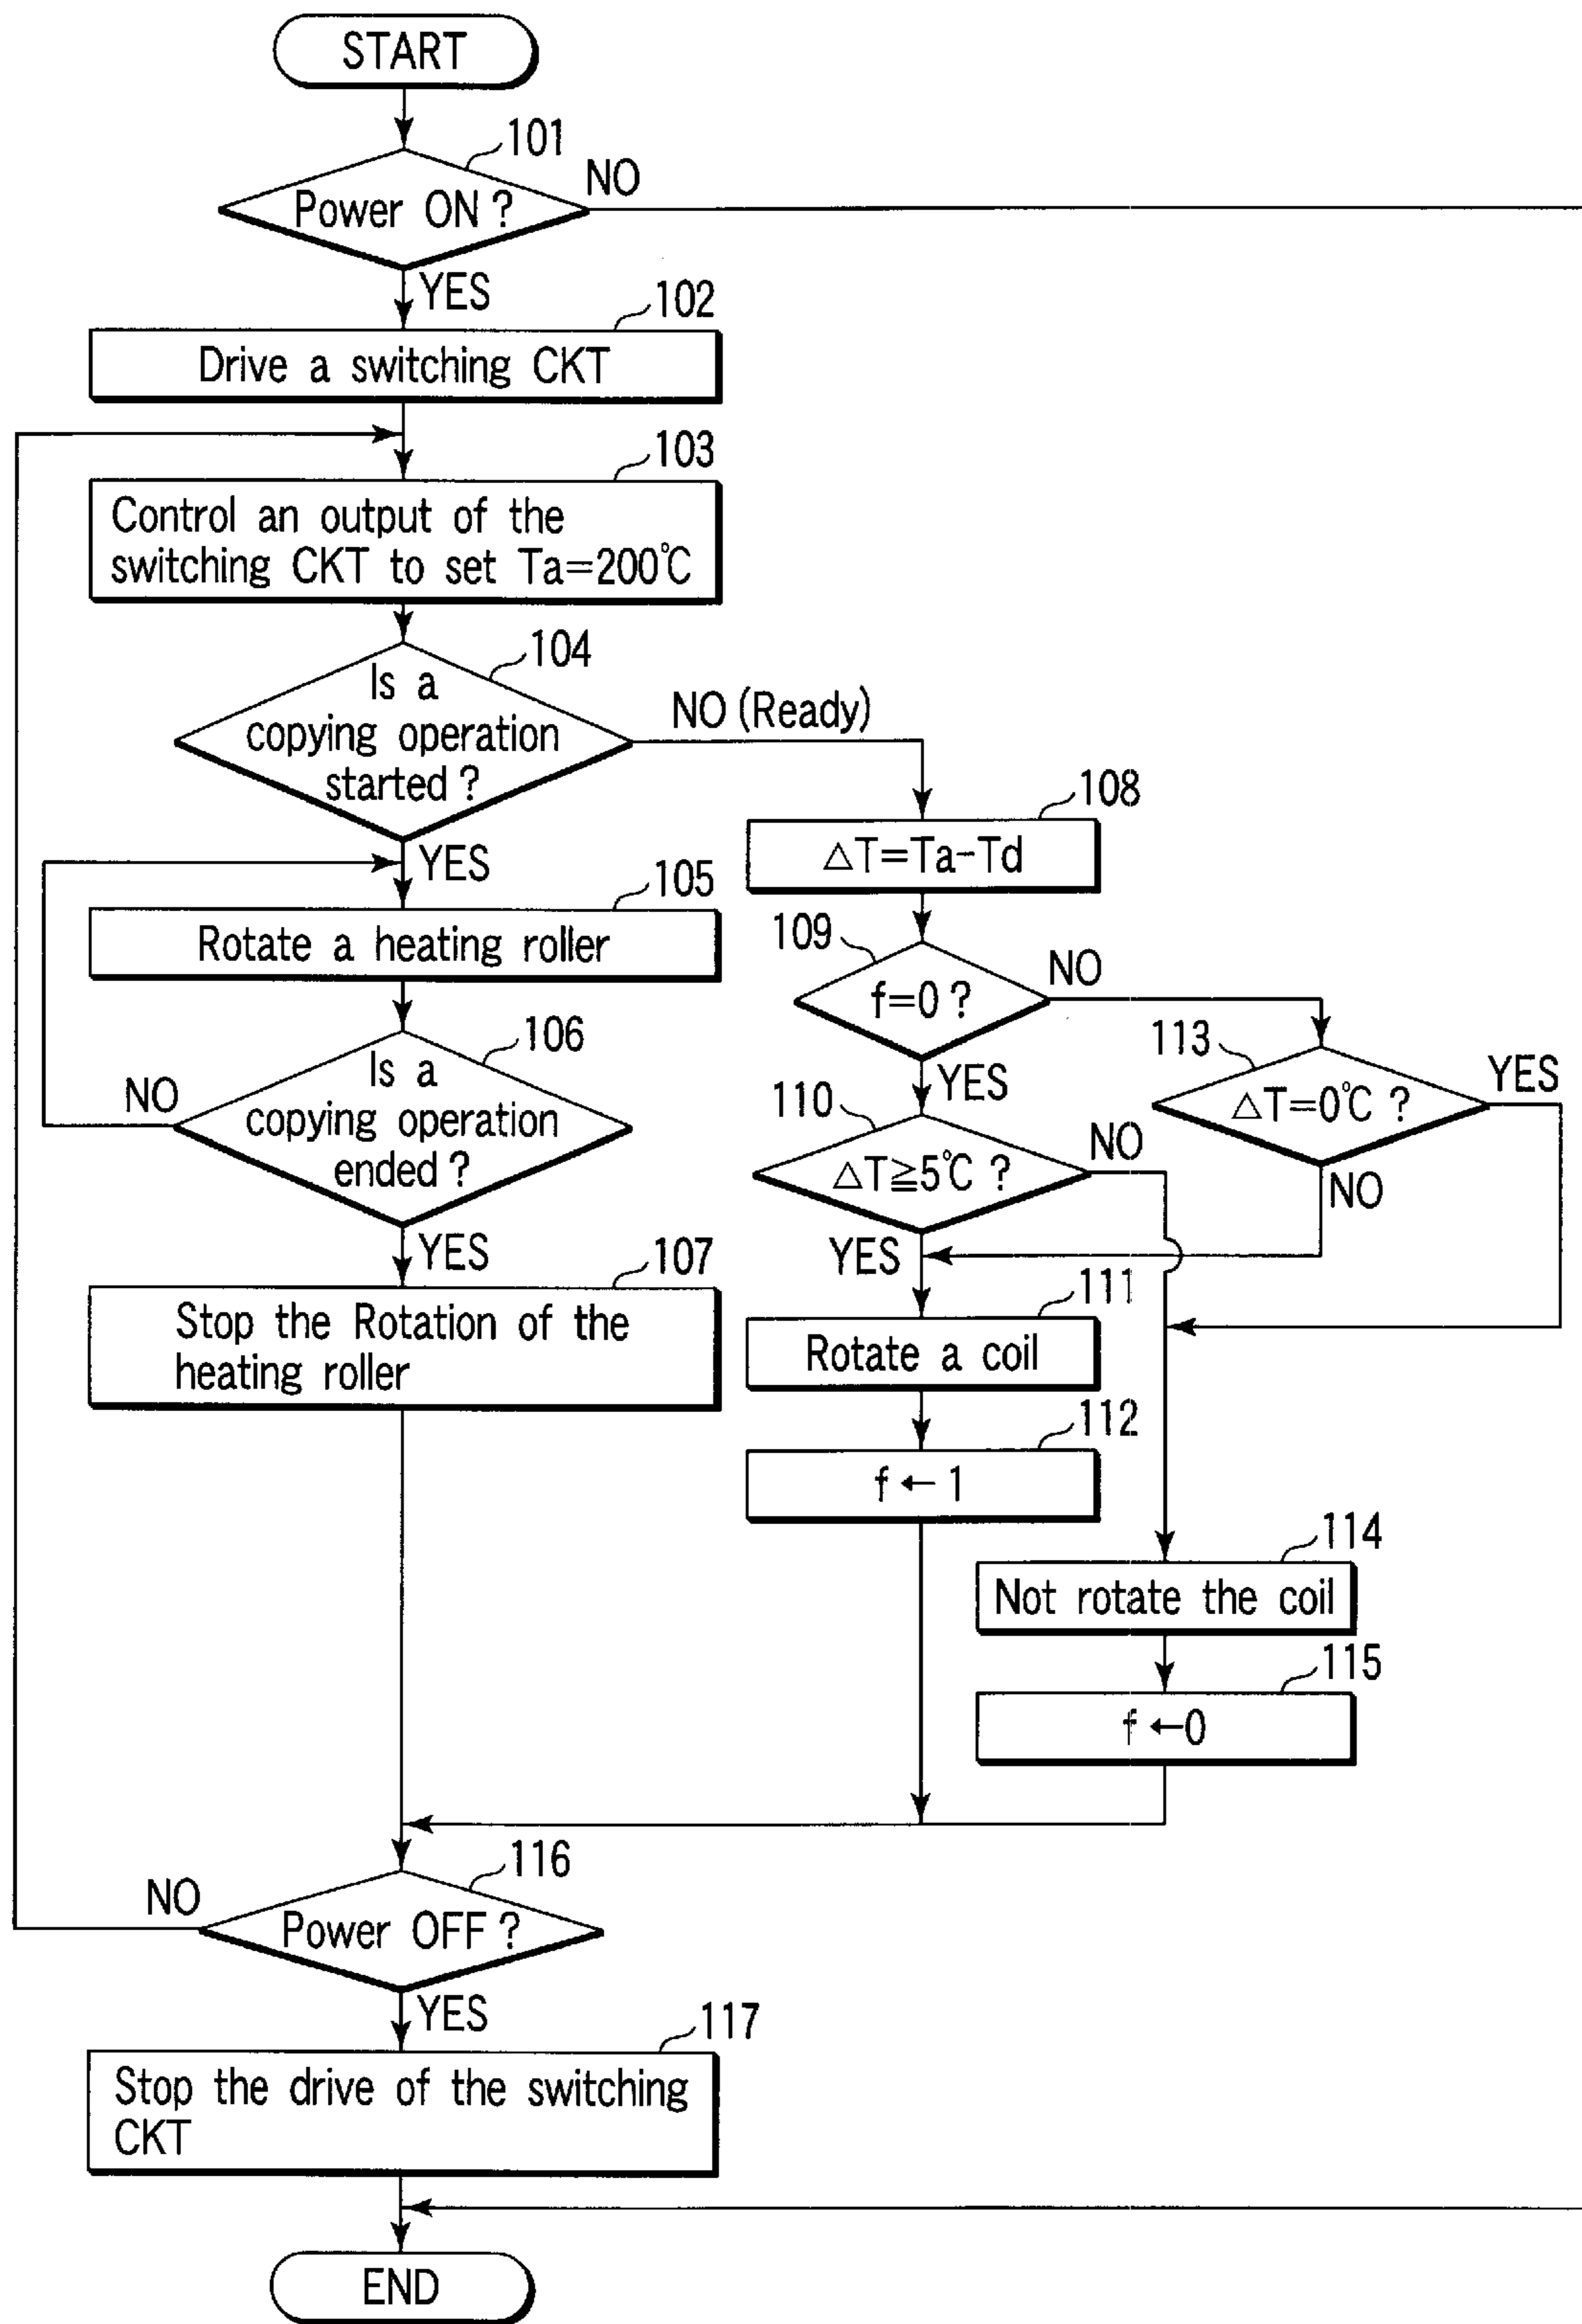 START
101
Power ON ?
NO
YES
102
Drive a switching CKT
103
Control an output of the
switching CKT to set Ta=200℃
104
Is a
copying operation
started ?
NO (Ready)
YES
108
△T=Ta-Td
105
Rotate a heating roller
109
f=0 ?
NO
YES
113
△T=0℃ ?
YES
NO
106
Is a
copying operation
ended ?
NO
YES
110
△T≧5℃ ?
NO
YES
107
Stop the Rotation of the
heating roller
111
Rotate a coil
112
f ← 1
114
Not rotate the coil
115
f ←0
116
Power OFF ?
NO
YES
117
Stop the drive of the switching
CKT
END